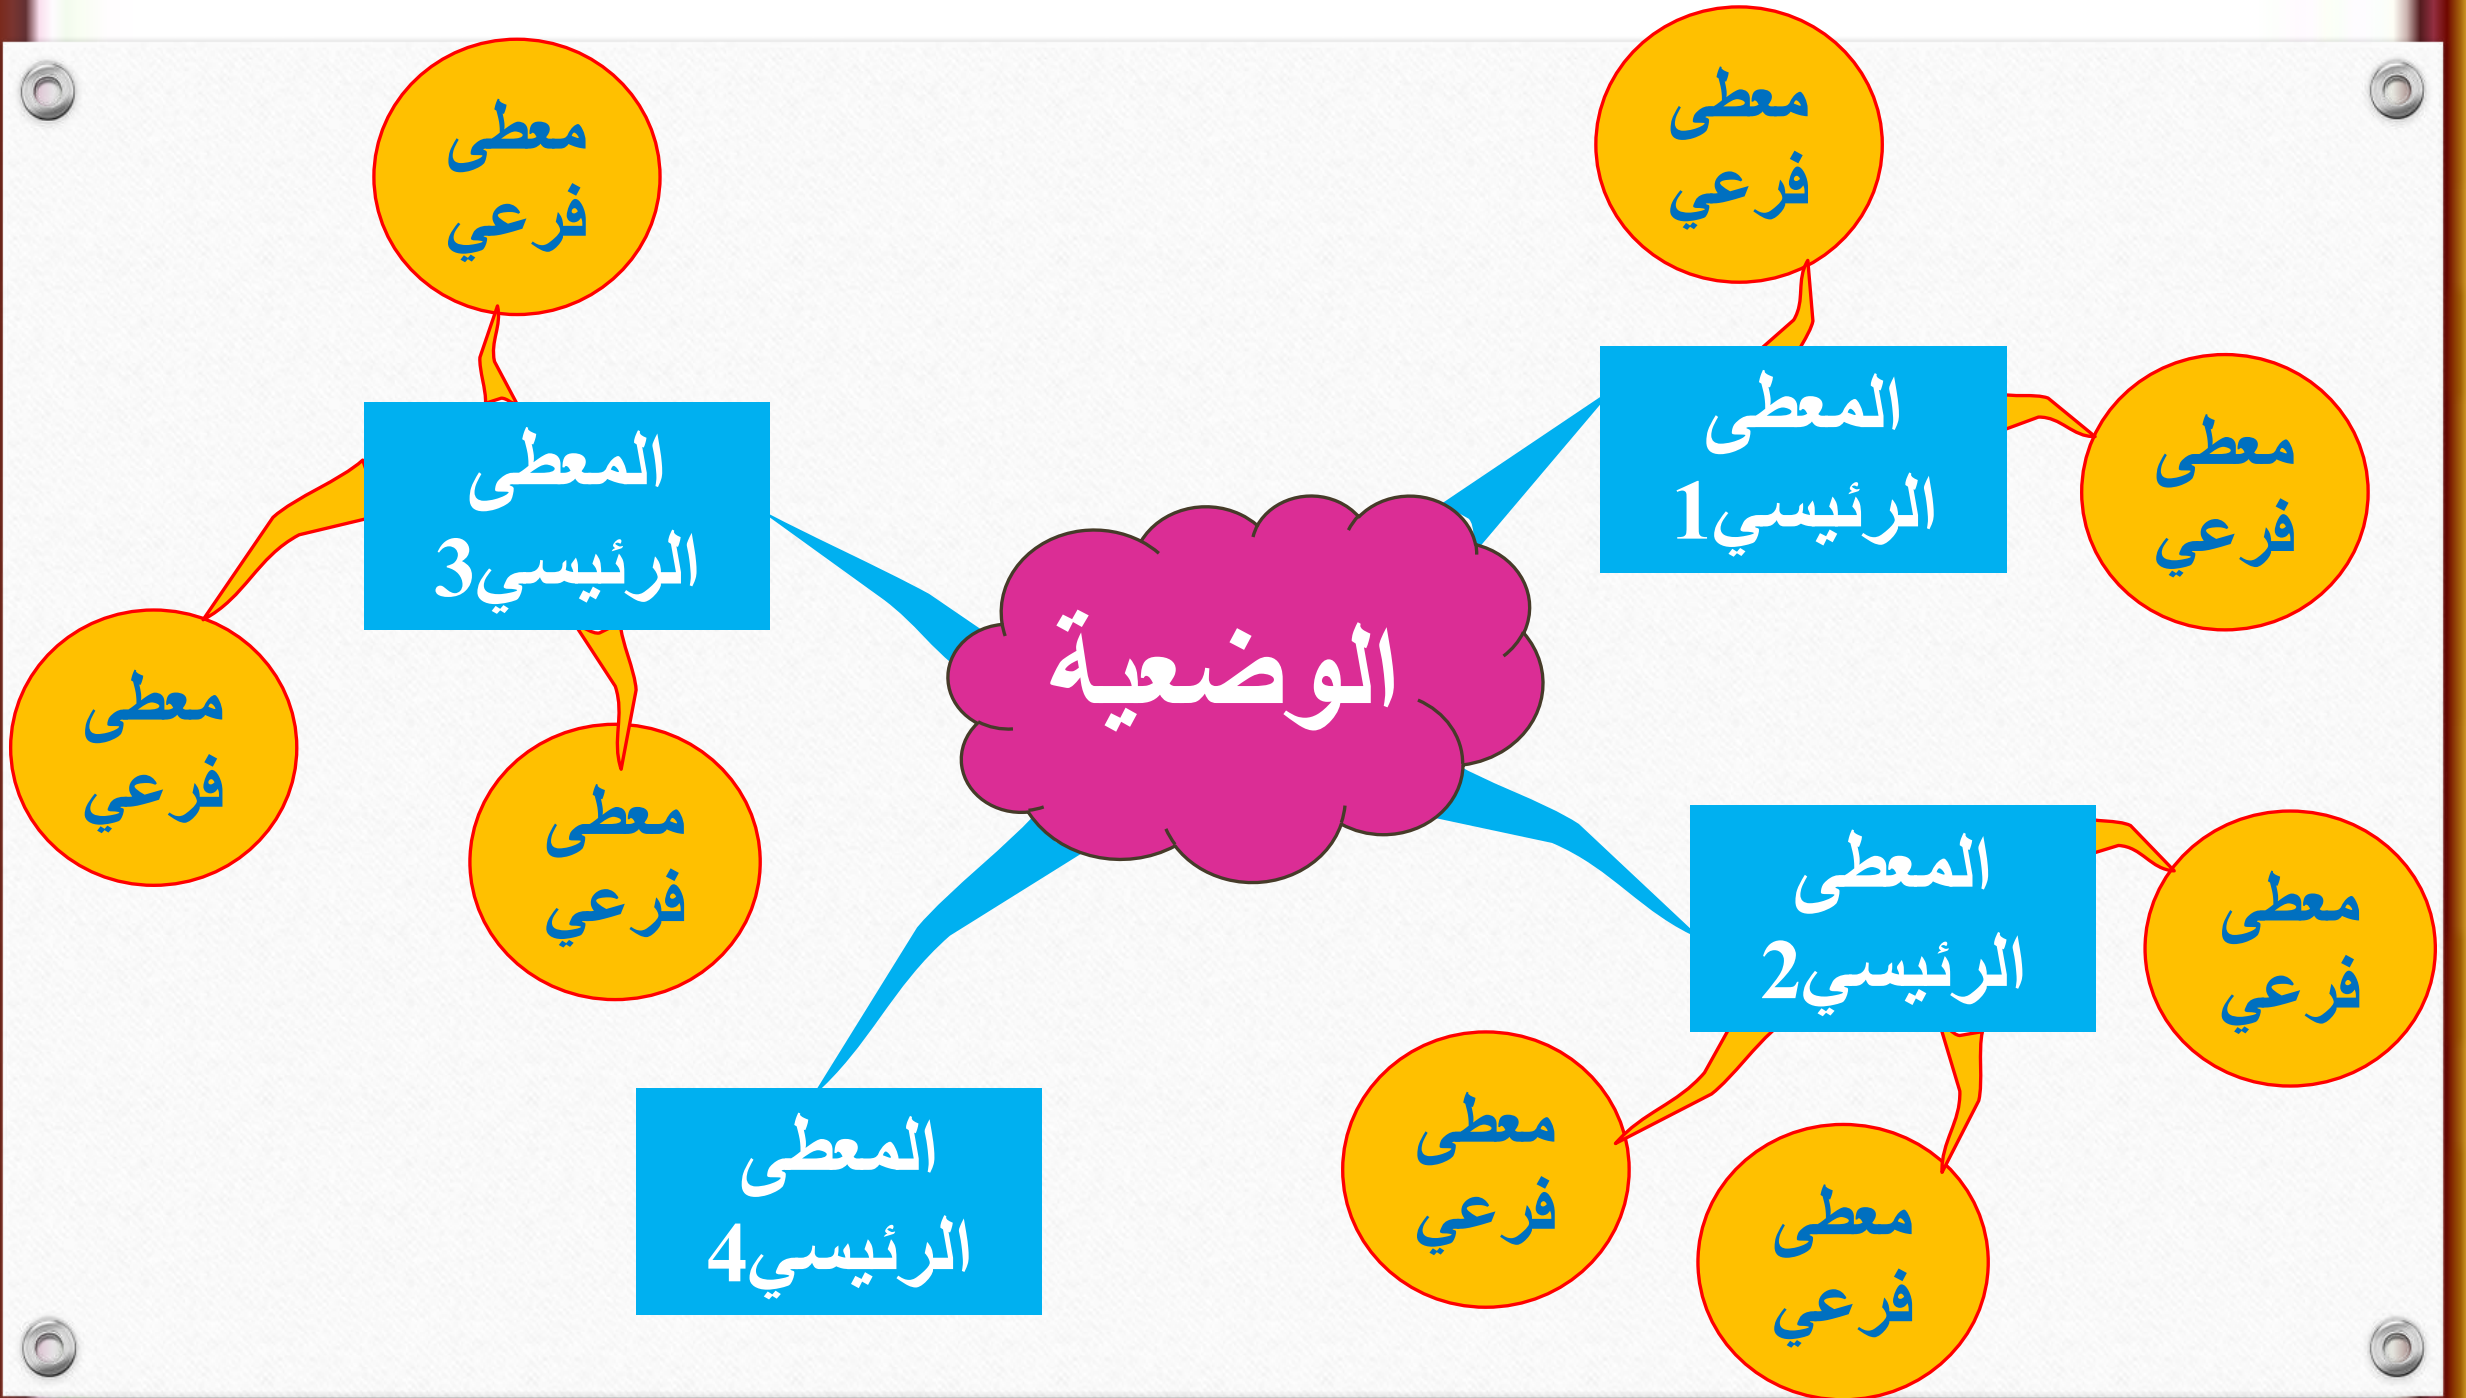 معطى
فرعي
المعطى
الرئيسي1
معطى
فرعي
معطى
فرعي
المعطى
الرئيسي3
معطى
فرعي
معطى
فرعي
الوضعية
المعطى
الرئيسي2
معطى
فرعي
معطى
فرعي
معطى
فرعي
المعطى
الرئيسي4